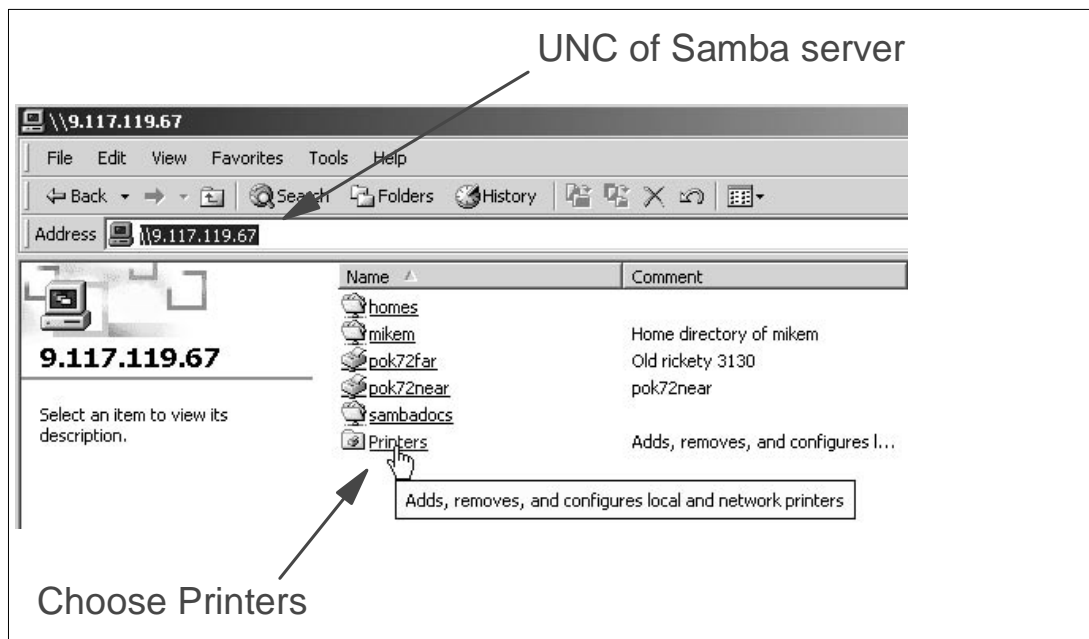 UNC of Samba server
\\9.117.119.67
File Edit View Favorites Tools Help
Back Search Folders History
Address \\9.117.119.67
Name Comment
homes
mikem Home directory of mikem
9.117.119.67
pok72far Old rickety 3130
pok72near pok72near
Select an item to view its
description.
sambadocs
Printers Adds, removes, and configures l...
Adds, removes, and configures local and network printers
Choose Printers